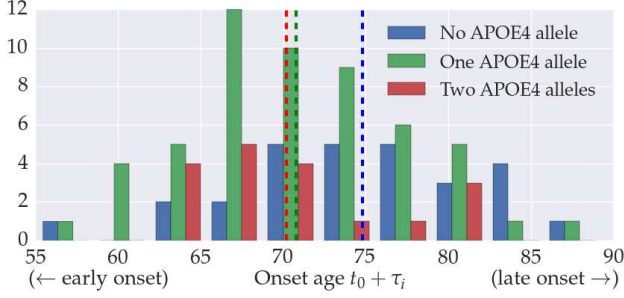 12
10
8
6
4
2
0
No APOE4 allele
One APOE4 allele
Two APOE4 alleles
55 60 65 70 75 80 85 90
(← early onset) Onset age t₀ + τᵢ (late onset →)